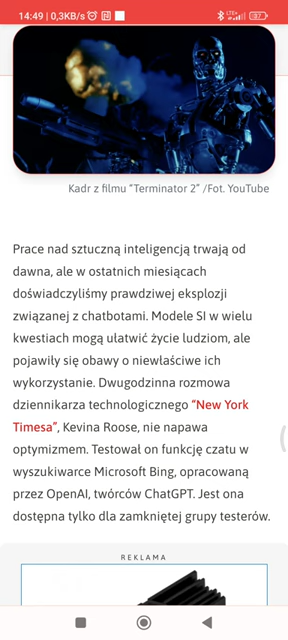 14:49 | 0,3KB/s
LTE+
37
Kadr z filmu "Terminator 2" /Fot. YouTube
Prace nad sztuczną inteligencją trwają od
dawna, ale w ostatnich miesiącach
doświadczyliśmy prawdziwej eksplozji
związanej z chatbotami. Modele SI w wielu
kwestiach mogą ułatwić życie ludziom, ale
pojawiły się obawy o niewłaściwe ich
wykorzystanie. Dwugodzinna rozmowa
dziennikarza technologicznego "New York
Timesa", Kevina Roose, nie napawa
optymizmem. Testował on funkcję czatu w
wyszukiwarce Microsoft Bing, opracowaną
przez OpenAI, twórców ChatGPT. Jest ona
dostępna tylko dla zamkniętej grupy testerów.
REKLAMA